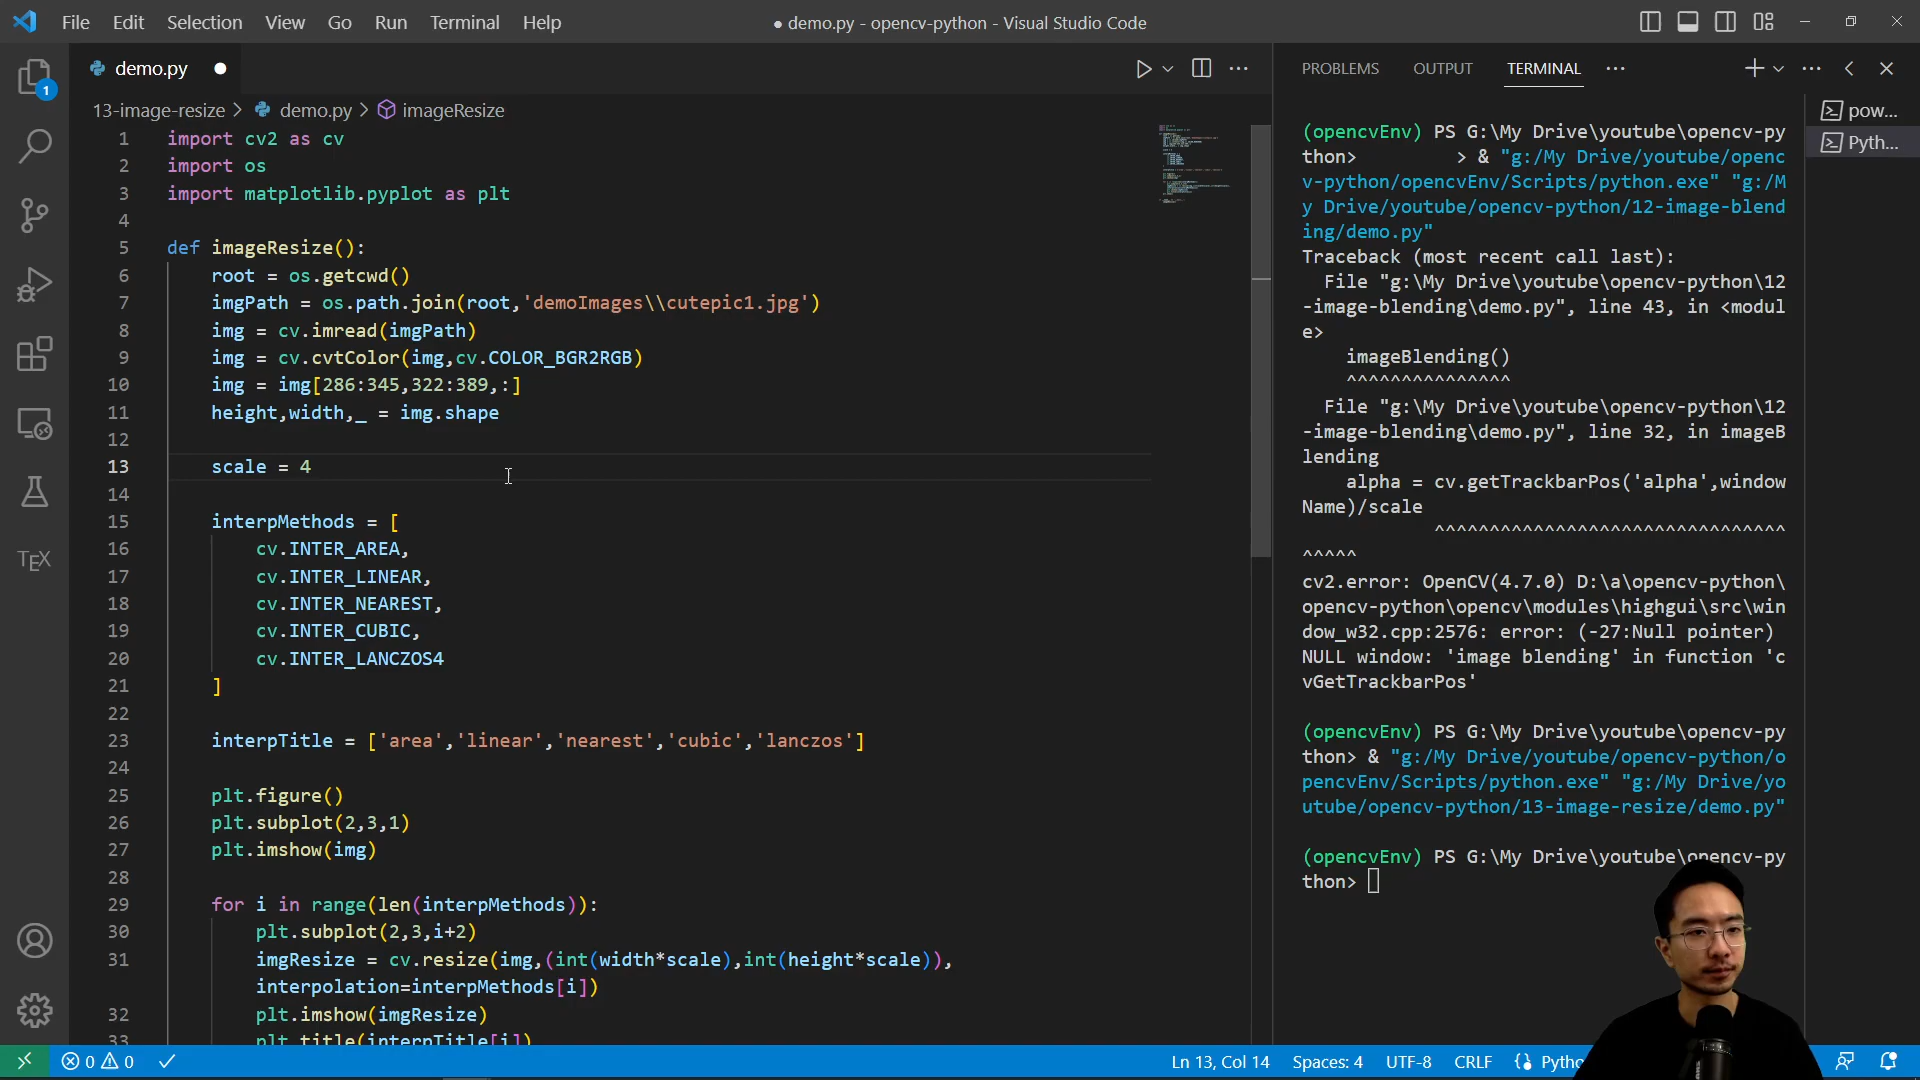 File Edit Selection View Go Run Terminal Help
● demo.py - opencv-python - Visual Studio Code
demo.py ●
13-image-resize > demo.py > imageResize
1 import cv2 as cv
2 import os
3 import matplotlib.pyplot as plt
4
5 def imageResize():
6 root = os.getcwd()
7 imgPath = os.path.join(root,'demoImages\\cutepic1.jpg')
8 img = cv.imread(imgPath)
9 img = cv.cvtColor(img,cv.COLOR_BGR2RGB)
10 img = img[286:345,322:389,:]
11 height,width,_ = img.shape
12
13 scale = 4
14
15 interpMethods = [
16 cv.INTER_AREA,
17 cv.INTER_LINEAR,
18 cv.INTER_NEAREST,
19 cv.INTER_CUBIC,
20 cv.INTER_LANCZOS4
21 ]
22
23 interpTitle = ['area','linear','nearest','cubic','lanczos']
24
25 plt.figure()
26 plt.subplot(2,3,1)
27 plt.imshow(img)
28
29 for i in range(len(interpMethods)):
30 plt.subplot(2,3,i+2)
31 imgResize = cv.resize(img,(int(width*scale),int(height*scale)),
interpolation=interpMethods[i])
32 plt.imshow(imgResize)
33 plt.title(interpTitle[i])
PROBLEMS OUTPUT TERMINAL
(opencvEnv) PS G:\My Drive\youtube\opencv-py
thon> > & "g:/My Drive/youtube/openc
v-python/opencvEnv/Scripts/python.exe" "g:/M
y Drive/youtube/opencv-python/12-image-blend
ing/demo.py"
Traceback (most recent call last):
File "g:\My Drive\youtube\opencv-python\12
-image-blending\demo.py", line 43, in <modul
e>
imageBlending()
^^^^^^^^^^^^^^^
File "g:\My Drive\youtube\opencv-python\12
-image-blending\demo.py", line 32, in imageB
lending
alpha = cv.getTrackbarPos('alpha',window
Name)/scale
^^^^^^^^^^^^^^^^^^^^^^^^^^^^^^^^
^^^^^
cv2.error: OpenCV(4.7.0) D:\a\opencv-python\
opencv-python\opencv\modules\highgui\src\win
dow_w32.cpp:2576: error: (-27:Null pointer)
NULL window: 'image blending' in function 'c
vGetTrackbarPos'
(opencvEnv) PS G:\My Drive\youtube\opencv-py
thon> & "g:/My Drive/youtube/opencv-python/o
pencvEnv/Scripts/python.exe" "g:/My Drive/yo
utube/opencv-python/13-image-resize/demo.py"
(opencvEnv) PS G:\My Drive\youtube\opencv-py
thon>
pow...
Pyth...
1
TEX
0 0 Ln 13, Col 14 Spaces: 4 UTF-8 CRLF